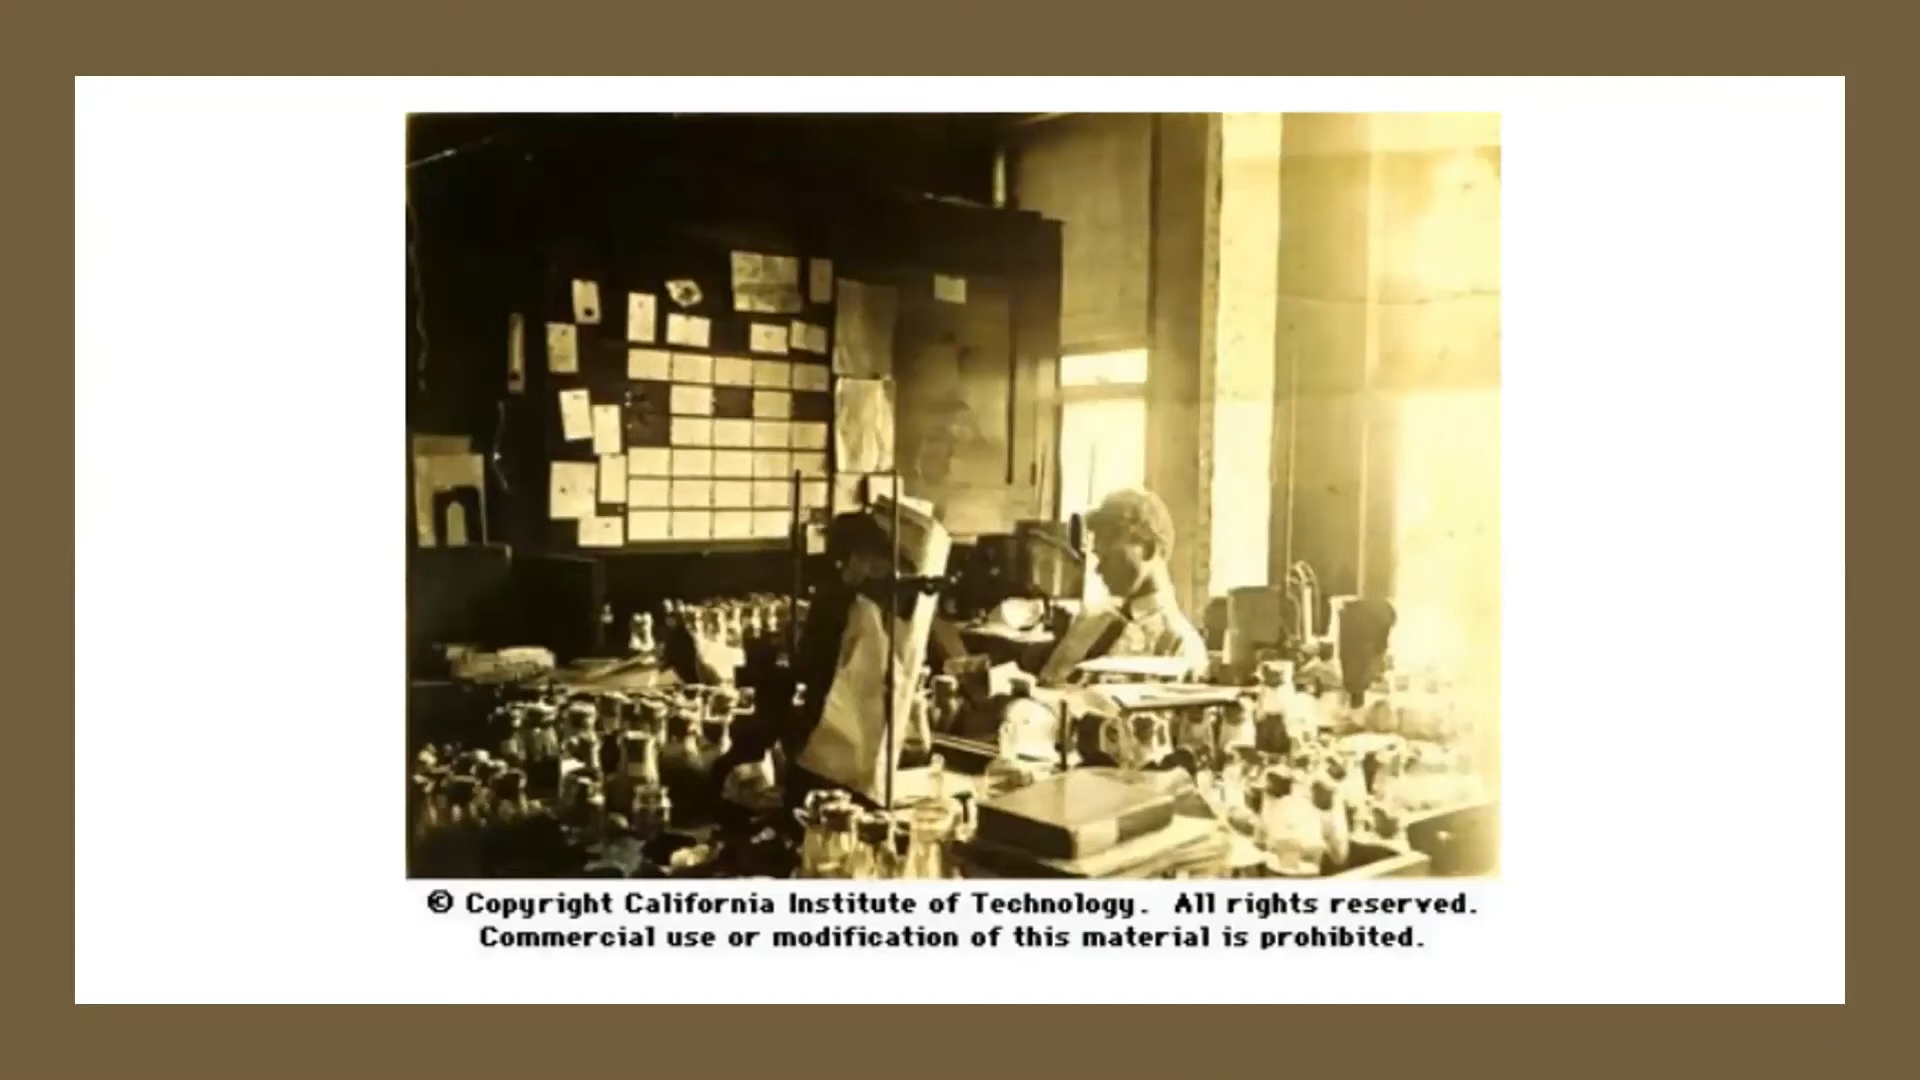 © Copyright California Institute of Technology. All rights reserved.
Commercial use or modification of this material is prohibited.